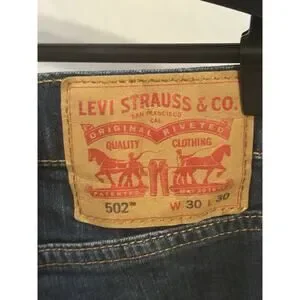 LEVI STRAUSS & CO.
SAN FRANCISCO
CAL.
ORIGINAL RIVETED
QUALITY CLOTHING
502™ W 30 L 30